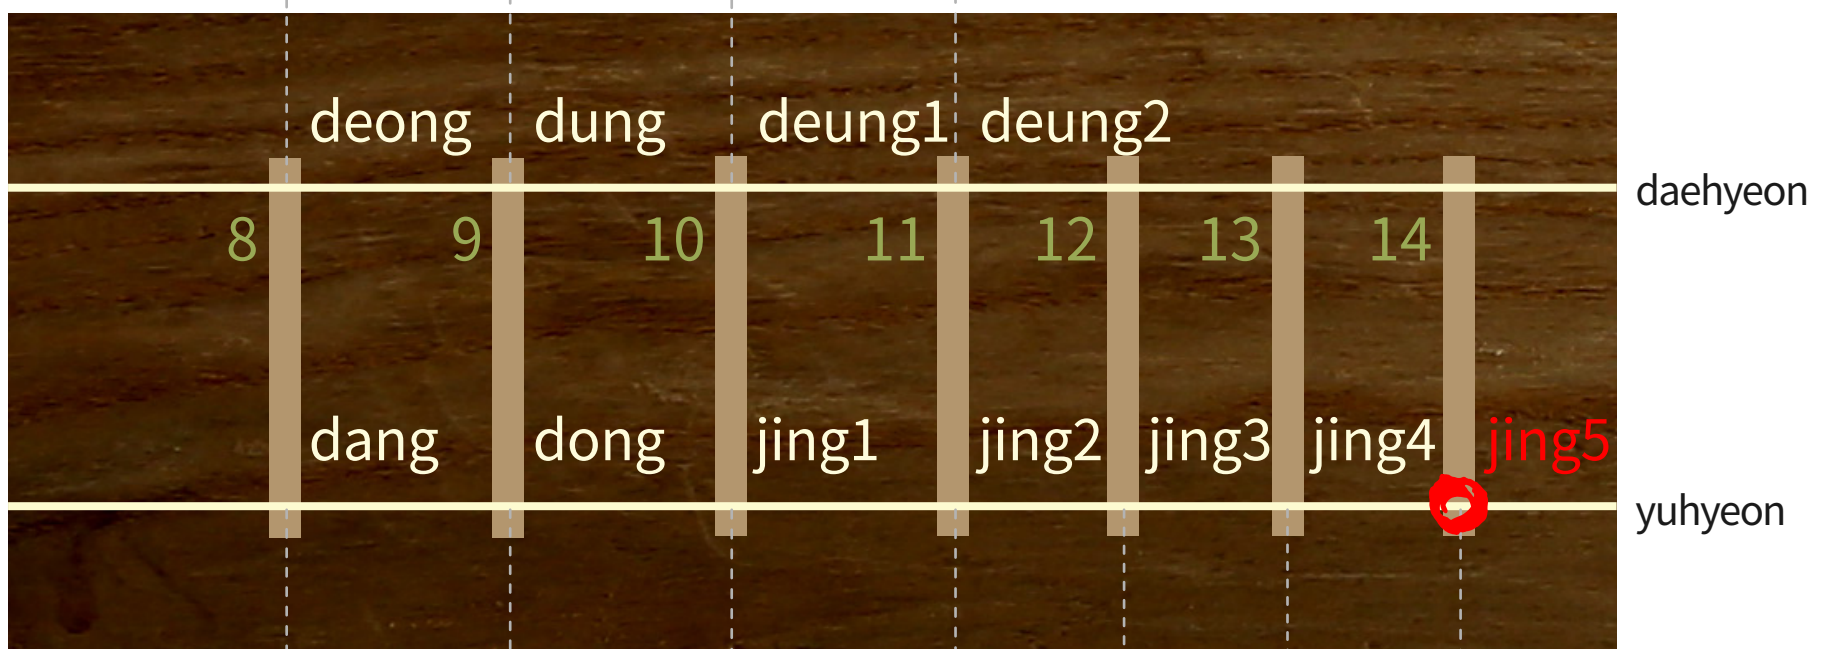 deong dung deung1 deung2
daehyeon
8 9 10 11 12 13 14
dang dong jing1 jing2 jing3 jing4 jing5
yuhyeon